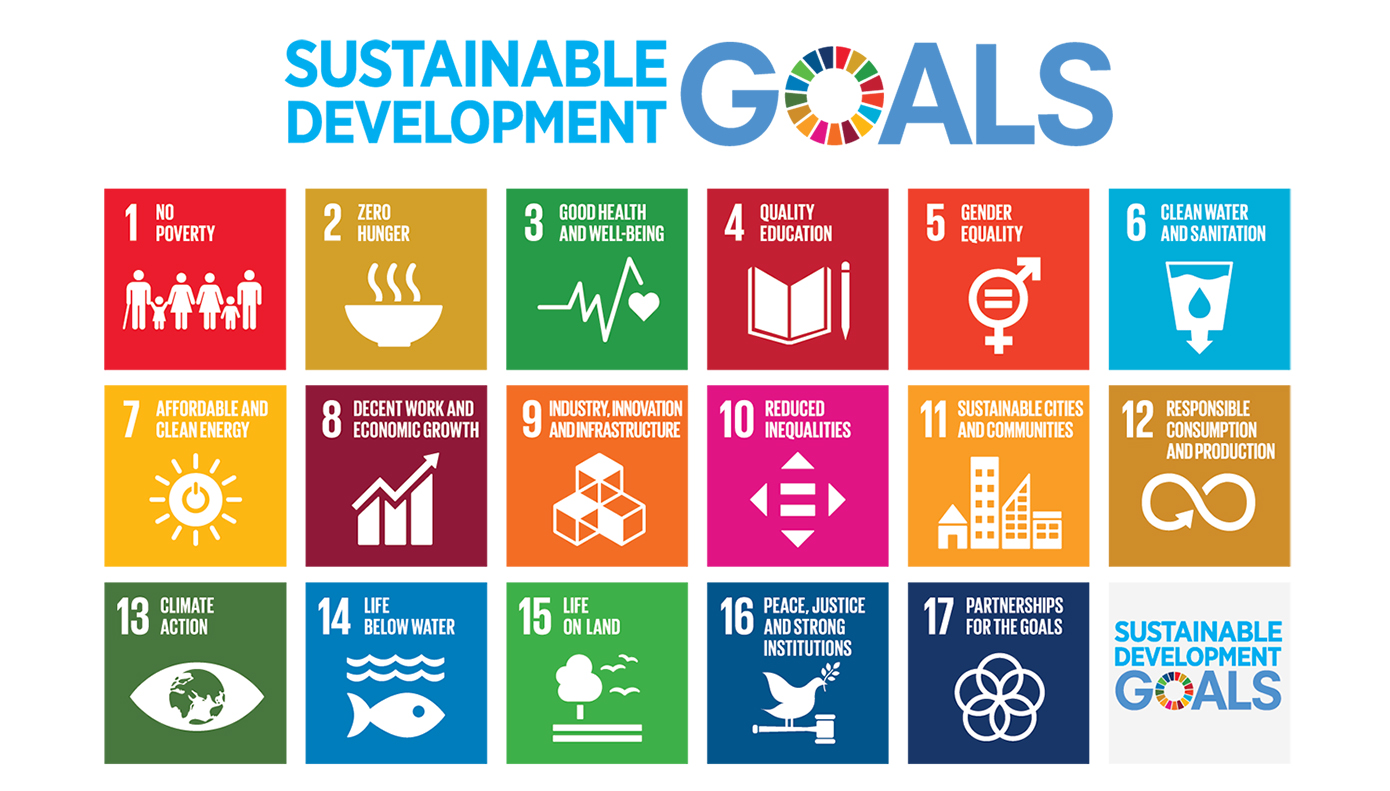 SUSTAINABLE
DEVELOPMENT
GOALS
1 NO
POVERTY
2 ZERO
HUNGER
3 GOOD HEALTH
AND WELL-BEING
4 QUALITY
EDUCATION
5 GENDER
EQUALITY
6 CLEAN WATER
AND SANITATION
7 AFFORDABLE AND
CLEAN ENERGY
8 DECENT WORK AND
ECONOMIC GROWTH
9 INDUSTRY, INNOVATION
AND INFRASTRUCTURE
10 REDUCED
INEQUALITIES
11 SUSTAINABLE CITIES
AND COMMUNITIES
12 RESPONSIBLE
CONSUMPTION
AND PRODUCTION
13 CLIMATE
ACTION
14 LIFE
BELOW WATER
15 LIFE
ON LAND
16 PEACE, JUSTICE
AND STRONG
INSTITUTIONS
17 PARTNERSHIPS
FOR THE GOALS
SUSTAINABLE
DEVELOPMENT
GOALS